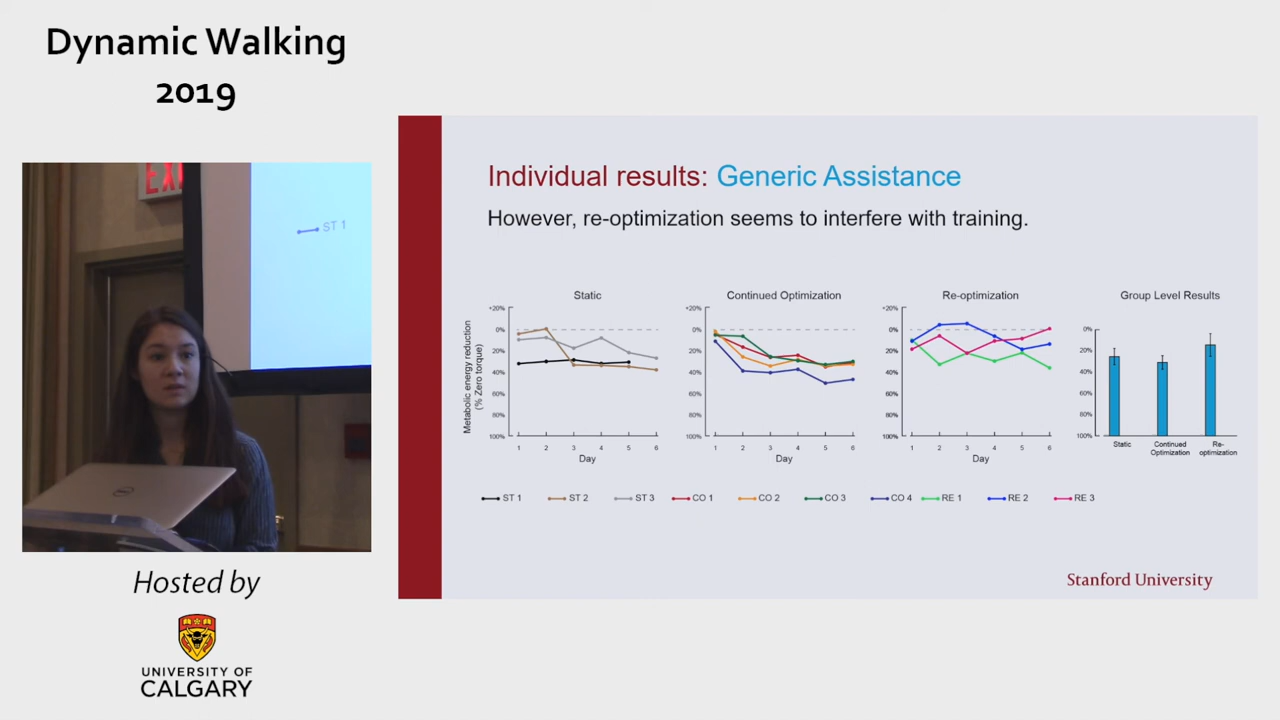 Dynamic Walking
2019
EXI
ST 1
DELL
Hosted by
UNIVERSITY OF
CALGARY
Individual results: Generic Assistance
However, re-optimization seems to interfere with training.
Metabolic energy reduction
(% Zero torque)
Static
+20%
0%
20%
40%
60%
80%
100%
1 2 3 4 5 6
Day
Continued Optimization
+20%
0%
20%
40%
60%
80%
100%
1 2 3 4 5 6
Day
Re-optimization
+20%
0%
20%
40%
60%
80%
100%
1 2 3 4 5 6
Day
Group Level Results
0%
20%
40%
60%
80%
100%
Static
Continued
Optimization
Re-
optimization
ST 1 ST 2 ST 3 CO 1 CO 2 CO 3 CO 4 RE 1 RE 2 RE 3
Stanford University